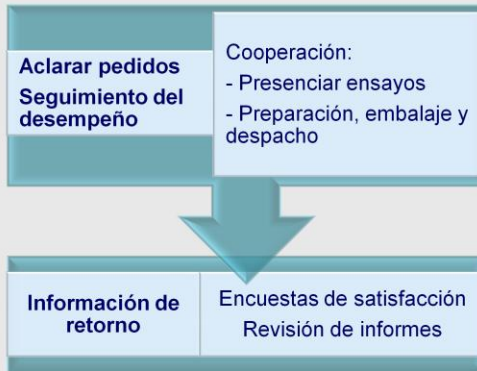 Aclarar pedidos
Seguimiento del
desempeño
Cooperación:
- Presenciar ensayos
- Preparación, embalaje y
despacho
Información de
retorno
Encuestas de satisfacción
Revisión de informes